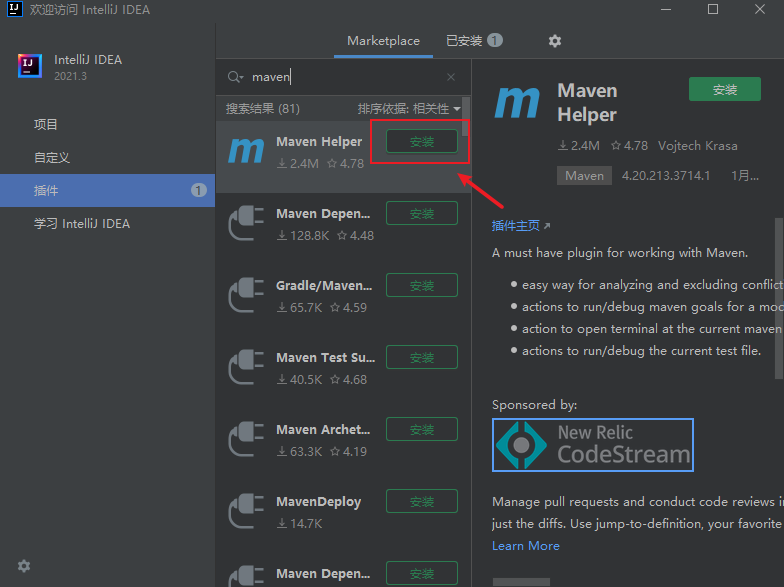 欢迎访问 IntelliJ IDEA
IntelliJ IDEA
2021.3
项目
自定义
插件 1
学习 IntelliJ IDEA
Marketplace 已安装 1
maven
搜索结果 (81) 排序依据: 相关性
Maven Helper 安装
2.4M 4.78
Maven Depen... 安装
128.8K 4.48
Gradle/Maven... 安装
65.7K 4.59
Maven Test Su... 安装
40.5K 4.68
Maven Archet... 安装
63.3K 4.19
MavenDeploy 安装
14.7K
Maven Depen... 安装
Maven 安装
Helper
2.4M 4.78 Vojtech Krasa
Maven 4.20.213.3714.1 1月...
插件主页
A must have plugin for working with Maven.
easy way for analyzing and excluding conflict
actions to run/debug maven goals for a mod
action to open terminal at the current maven
actions to run/debug the current test file.
Sponsored by:
New Relic
CodeStream
Manage pull requests and conduct code reviews i
just the diffs. Use jump-to-definition, your favorite
Learn More